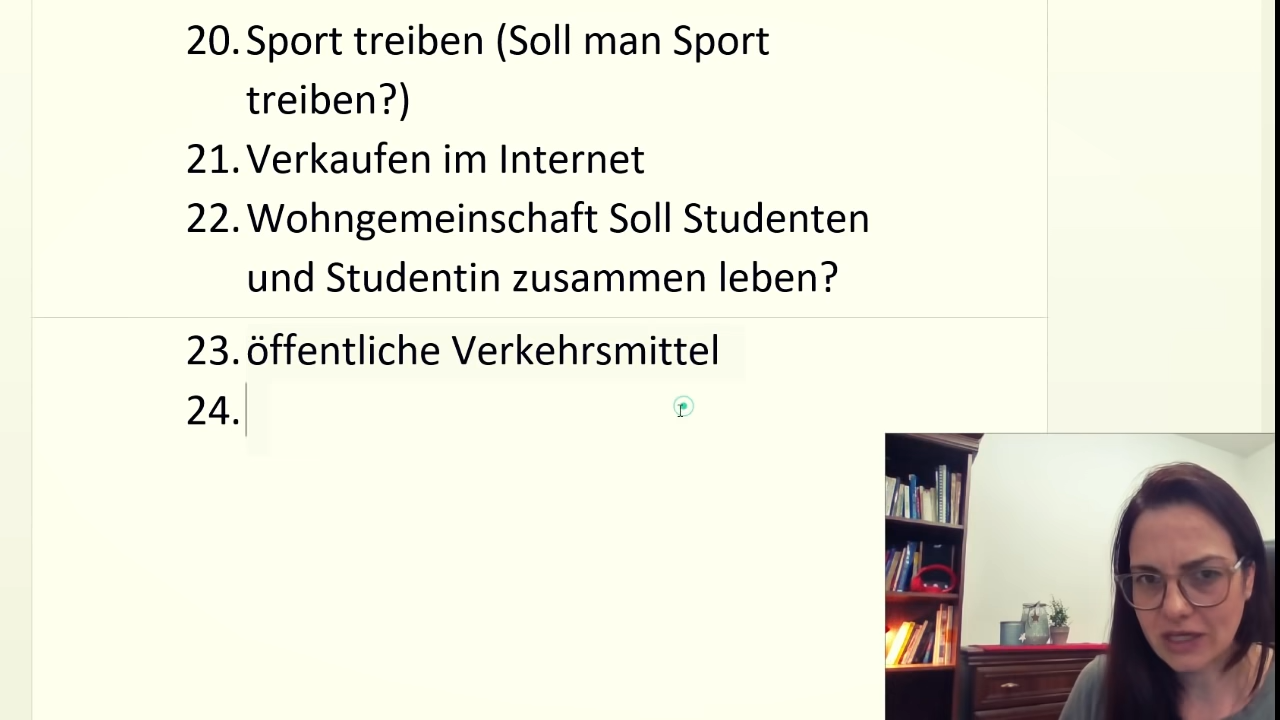 20. Sport treiben (Soll man Sport
treiben?)
21. Verkaufen im Internet
22. Wohngemeinschaft Soll Studenten
und Studentin zusammen leben?
23. öffentliche Verkehrsmittel
24.